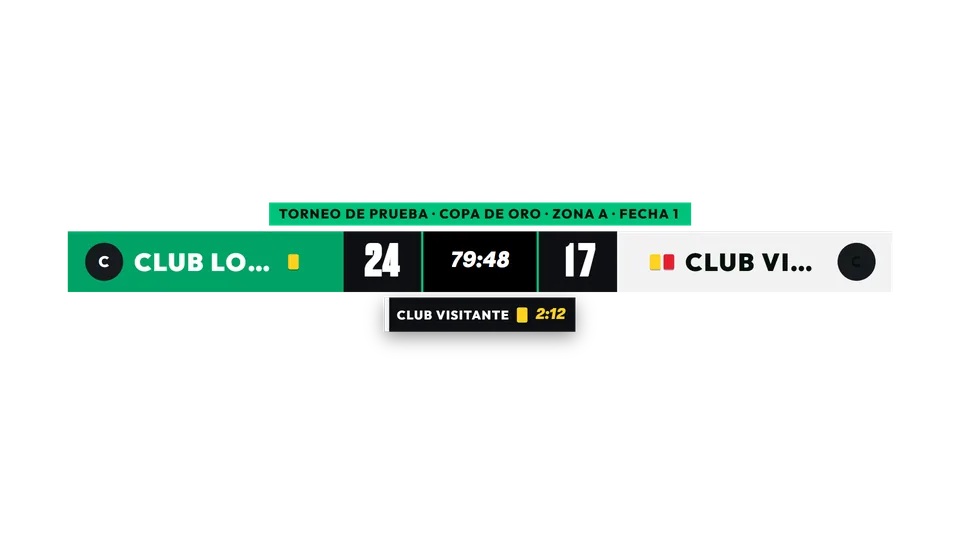 TORNEO DE PRUEBA · COPA DE ORO · ZONA A · FECHA 1
C CLUB LO... 24 79:48 17 CLUB VI... C
CLUB VISITANTE 2:12